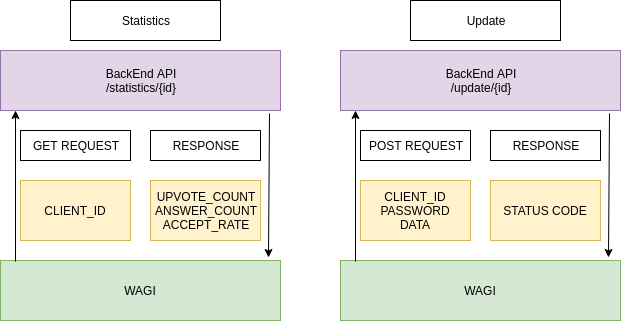 Statistics
BackEnd API
/statistics/{id}
GET REQUEST
RESPONSE
CLIENT_ID
UPVOTE_COUNT
ANSWER_COUNT
ACCEPT_RATE
WAGI
Update
BackEnd API
/update/{id}
POST REQUEST
RESPONSE
CLIENT_ID
PASSWORD
DATA
STATUS CODE
WAGI